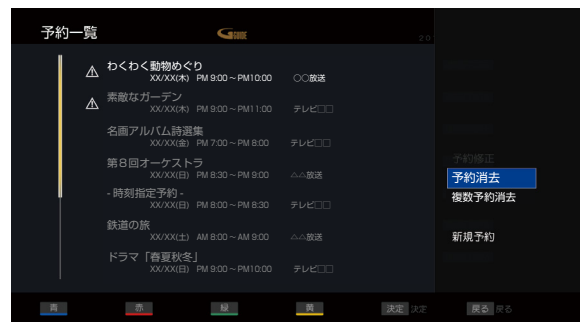 予約一覧
G GUIDE
わくわく動物めぐり
XX/XX(木) PM 9:00～PM10:00 ○○放送
素敵なガーデン
XX/XX(木) PM 9:00～PM11:00 テレビ□□
名画アルバム詩選集
XX/XX(金) PM 7:00～PM 8:00 テレビ□□
第８回オーケストラ
XX/XX(日) PM 8:30～PM 9:00 △△放送
- 時刻指定予約 -
XX/XX(日) PM 8:00～PM 8:30 テレビ□□
鉄道の旅
XX/XX(土) AM 8:00～AM 9:00 △△放送
ドラマ「春夏秋冬」
XX/XX(日) PM 9:00～PM10:00 テレビ□□
予約修正
予約消去
複数予約消去
新規予約
青 赤 緑 黄 決定 決定 戻る 戻る